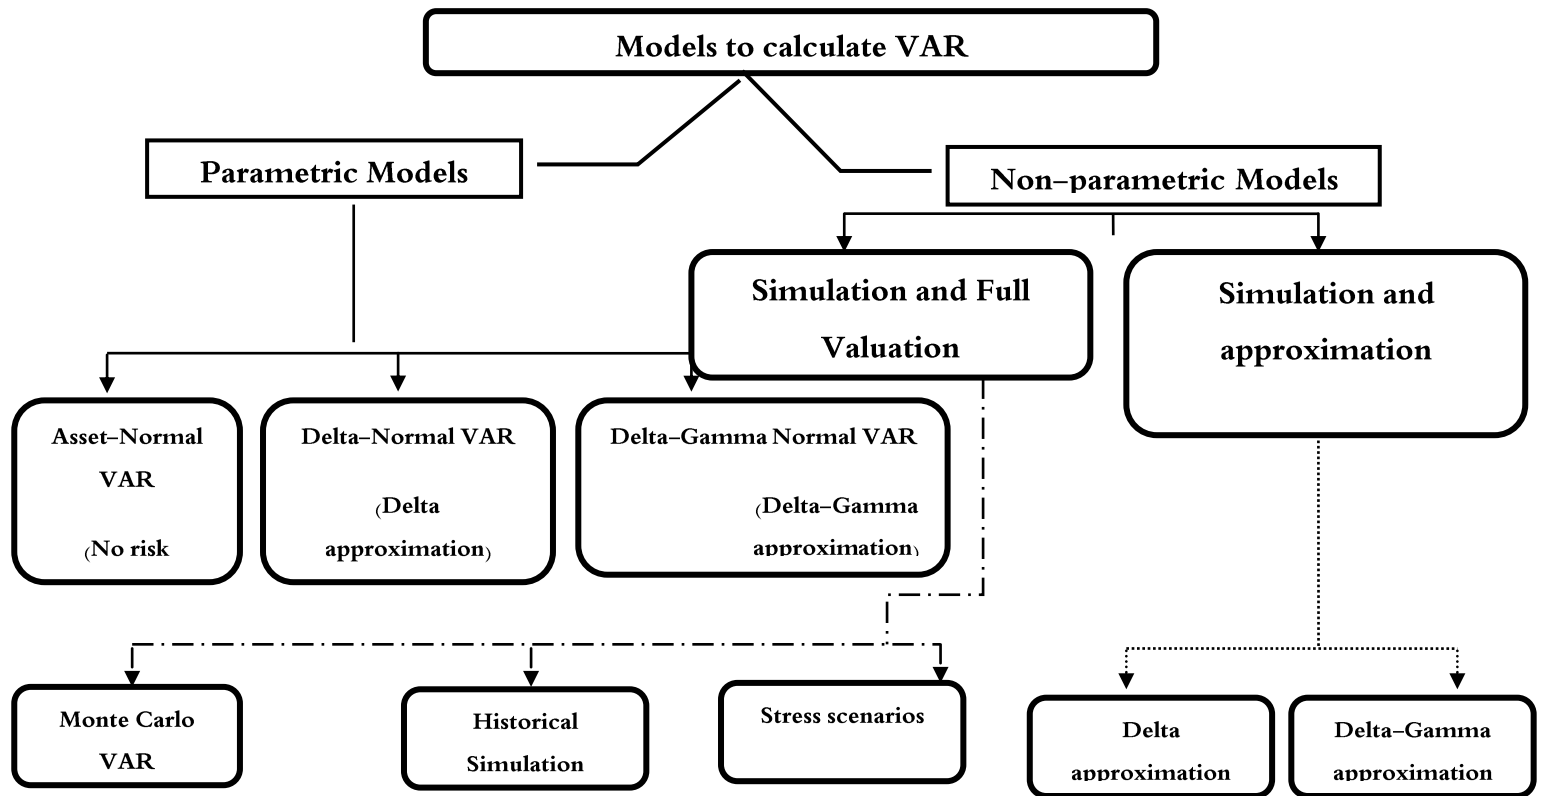 Models to calculate VAR
Parametric Models
Non-parametric Models
Simulation and Full
Valuation
Simulation and
approximation
Asset-Normal
VAR
(No risk
Delta-Normal VAR
(Delta
approximation)
Delta-Gamma Normal VAR
(Delta-Gamma
approximation)
Monte Carlo
VAR
Historical
Simulation
Stress scenarios
Delta
approximation
Delta-Gamma
approximation